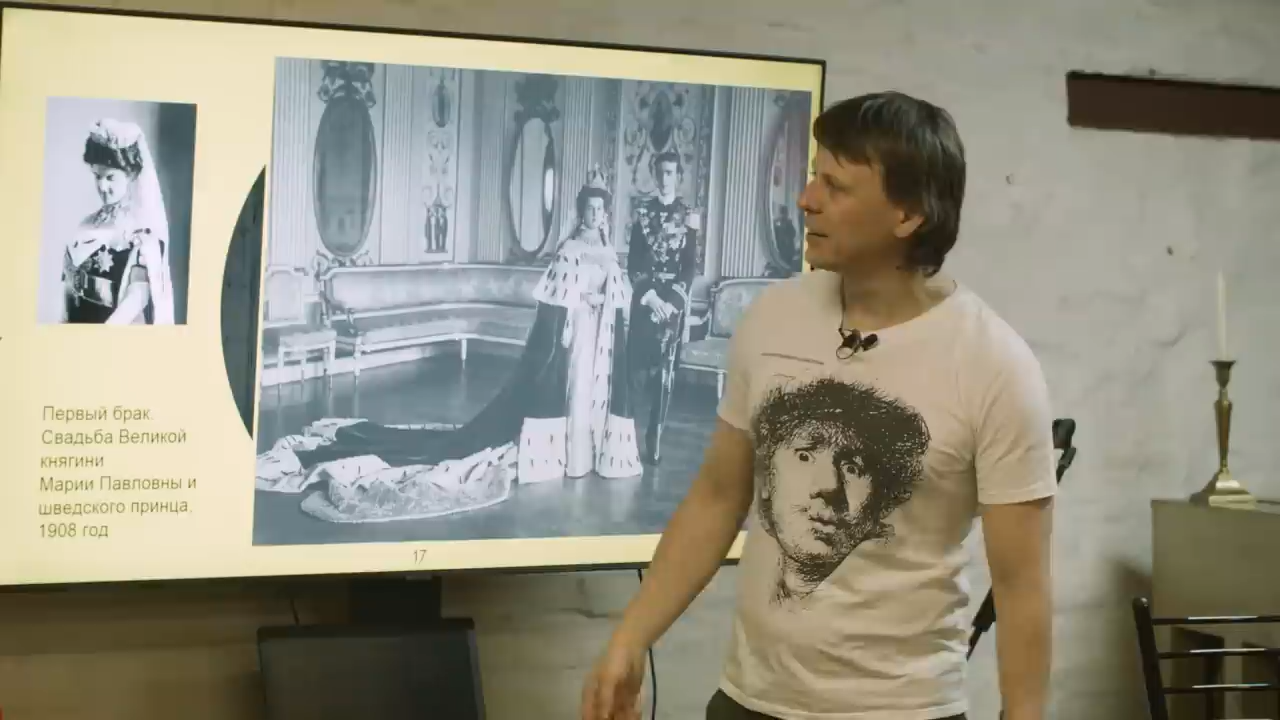 Первый брак.
Свадьба Великой
княгини
Марии Павловны и
шведского принца.
1908 год
17